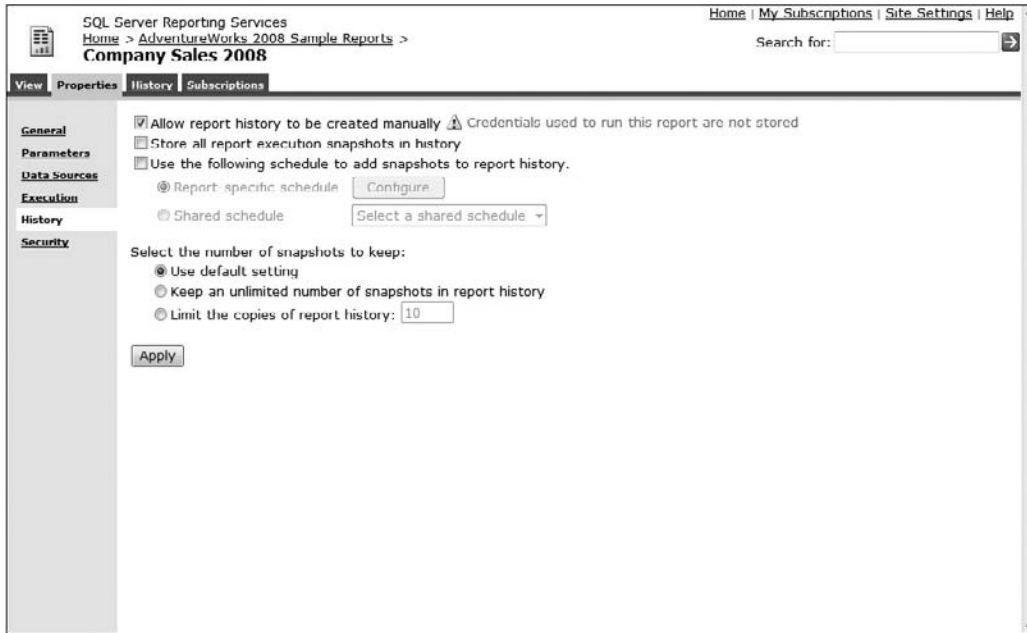 SQL Server Reporting Services
Home | My Subscriptions | Site Settings | Help
Home > AdventureWorks 2008 Sample Reports >
Search for:
Company Sales 2008
View Properties History Subscriptions
General
Parameters
Data Sources
Execution
History
Security
Allow report history to be created manually Credentials used to run this report are not stored
Store all report execution snapshots in history
Use the following schedule to add snapshots to report history.
Report-specific schedule Configure
Shared schedule Select a shared schedule
Select the number of snapshots to keep:
Use default setting
Keep an unlimited number of snapshots in report history
Limit the copies of report history: 10
Apply